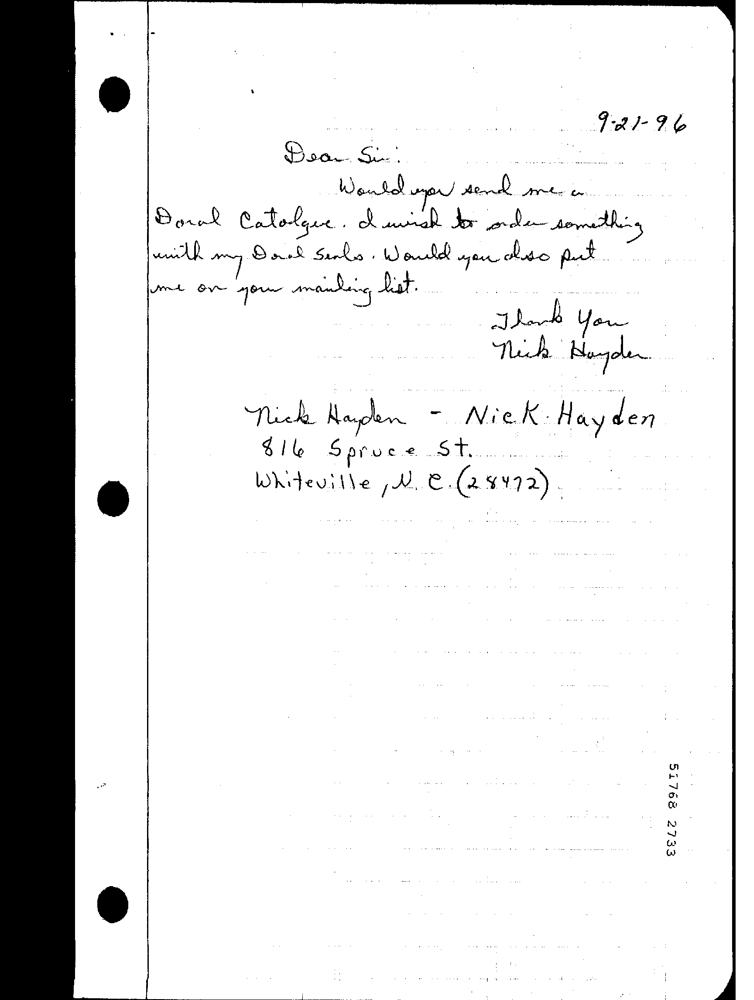 9-21-96
Dear Sir:
Would you send me a
Doral Catolgue. I wish to order something
with my Doral Seals. Would you also put
me on your mailing list.
Thank You
Nick Hayden
Nick Hayden - Nick Hayden
816 Spruce St.
Whiteville, N.C. (28472)
51768 2733